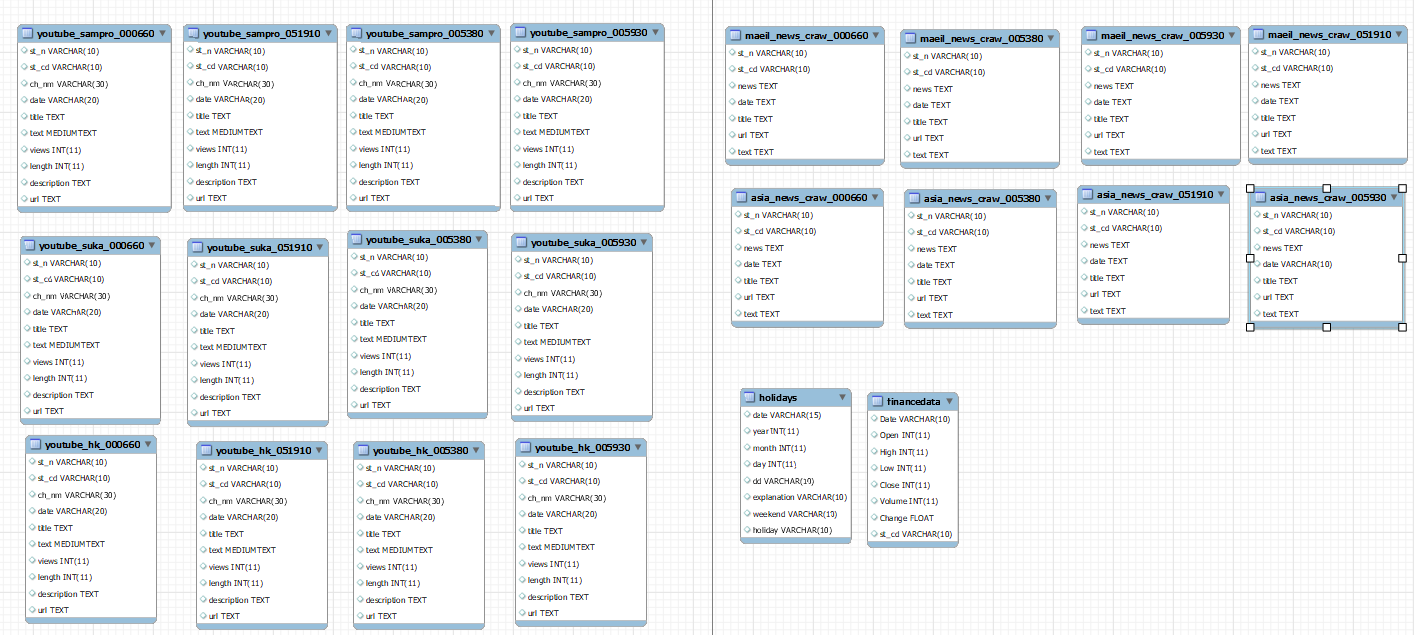 youtube_sampro_000660
st_n VARCHAR(10)
st_cd VARCHAR(10)
ch_nm VARCHAR(30)
date VARCHAR(20)
title TEXT
text MEDIUMTEXT
views INT(11)
length INT(11)
description TEXT
url TEXT
youtube_sampro_051910
st_n VARCHAR(10)
st_cd VARCHAR(10)
ch_nm VARCHAR(30)
date VARCHAR(20)
title TEXT
text MEDIUMTEXT
views INT(11)
length INT(11)
description TEXT
url TEXT
youtube_sampro_005380
st_n VARCHAR(10)
st_cd VARCHAR(10)
ch_nm VARCHAR(30)
date VARCHAR(20)
title TEXT
text MEDIUMTEXT
views INT(11)
length INT(11)
description TEXT
url TEXT
youtube_sampro_005930
st_n VARCHAR(10)
st_cd VARCHAR(10)
ch_nm VARCHAR(30)
date VARCHAR(20)
title TEXT
text MEDIUMTEXT
views INT(11)
length INT(11)
description TEXT
url TEXT
maeil_news_craw_000660
st_n VARCHAR(10)
st_cd VARCHAR(10)
news TEXT
date TEXT
title TEXT
url TEXT
text TEXT
maeil_news_craw_005380
st_n VARCHAR(10)
st_cd VARCHAR(10)
news TEXT
date TEXT
title TEXT
url TEXT
text TEXT
maeil_news_craw_005930
st_n VARCHAR(10)
st_cd VARCHAR(10)
news TEXT
date TEXT
title TEXT
url TEXT
text TEXT
maeil_news_craw_051910
st_n VARCHAR(10)
st_cd VARCHAR(10)
news TEXT
date TEXT
title TEXT
url TEXT
text TEXT
asia_news_craw_000660
st_n VARCHAR(10)
st_cd VARCHAR(10)
news TEXT
date TEXT
title TEXT
url TEXT
text TEXT
asia_news_craw_005380
st_n VARCHAR(10)
st_cd VARCHAR(10)
news TEXT
date TEXT
title TEXT
url TEXT
text TEXT
asia_news_craw_051910
st_n VARCHAR(10)
st_cd VARCHAR(10)
news TEXT
date TEXT
title TEXT
url TEXT
text TEXT
asia_news_craw_005930
st_n VARCHAR(10)
st_cd VARCHAR(10)
news TEXT
date VARCHAR(10)
title TEXT
url TEXT
text TEXT
youtube_suka_000660
st_n VARCHAR(10)
st_cd VARCHAR(10)
ch_nm VARCHAR(30)
date VARCHAR(20)
title TEXT
text MEDIUMTEXT
views INT(11)
length INT(11)
description TEXT
url TEXT
youtube_suka_051910
st_n VARCHAR(10)
st_cd VARCHAR(10)
ch_nm VARCHAR(30)
date VARCHAR(20)
title TEXT
text MEDIUMTEXT
views INT(11)
length INT(11)
description TEXT
url TEXT
youtube_suka_005380
st_n VARCHAR(10)
st_cd VARCHAR(10)
ch_nm VARCHAR(30)
date VARCHAR(20)
title TEXT
text MEDIUMTEXT
views INT(11)
length INT(11)
description TEXT
url TEXT
youtube_suka_005930
st_n VARCHAR(10)
st_cd VARCHAR(10)
ch_nm VARCHAR(30)
date VARCHAR(20)
title TEXT
text MEDIUMTEXT
views INT(11)
length INT(11)
description TEXT
url TEXT
holidays
date VARCHAR(15)
year INT(11)
month INT(11)
day INT(11)
dd VARCHAR(19)
explanation VARCHAR(10)
weekend VARCHAR(19)
holiday VARCHAR(10)
financedata
Date VARCHAR(10)
Open INT(11)
High INT(11)
Low INT(11)
Close INT(11)
Volume INT(11)
Change FLOAT
st_cd VARCHAR(10)
youtube_hk_000660
st_n VARCHAR(10)
st_cd VARCHAR(10)
ch_nm VARCHAR(30)
date VARCHAR(20)
title TEXT
text MEDIUMTEXT
views INT(11)
length INT(11)
description TEXT
url TEXT
youtube_hk_051910
st_n VARCHAR(10)
st_cd VARCHAR(10)
ch_nm VARCHAR(30)
date VARCHAR(20)
title TEXT
text MEDIUMTEXT
views INT(11)
length INT(11)
description TEXT
url TEXT
youtube_hk_005380
st_n VARCHAR(10)
st_cd VARCHAR(10)
ch_nm VARCHAR(30)
date VARCHAR(20)
title TEXT
text MEDIUMTEXT
views INT(11)
length INT(11)
description TEXT
url TEXT
youtube_hk_005930
st_n VARCHAR(10)
st_cd VARCHAR(10)
ch_nm VARCHAR(30)
date VARCHAR(20)
title TEXT
text MEDIUMTEXT
views INT(11)
length INT(11)
description TEXT
url TEXT